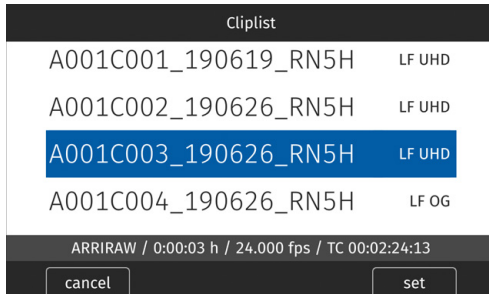 Cliplist
A001C001_190619_RN5H LF UHD
A001C002_190626_RN5H LF UHD
A001C003_190626_RN5H LF UHD
A001C004_190626_RN5H LF OG
ARRIRAW / 0:00:03 h / 24.000 fps / TC 00:02:24:13
cancel set